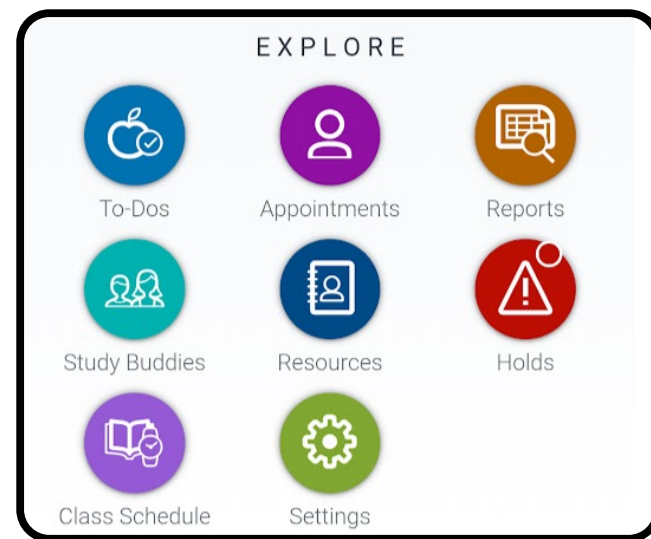 EXPLORE
To-Dos Appointments Reports
Study Buddies Resources Holds
Class Schedule Settings